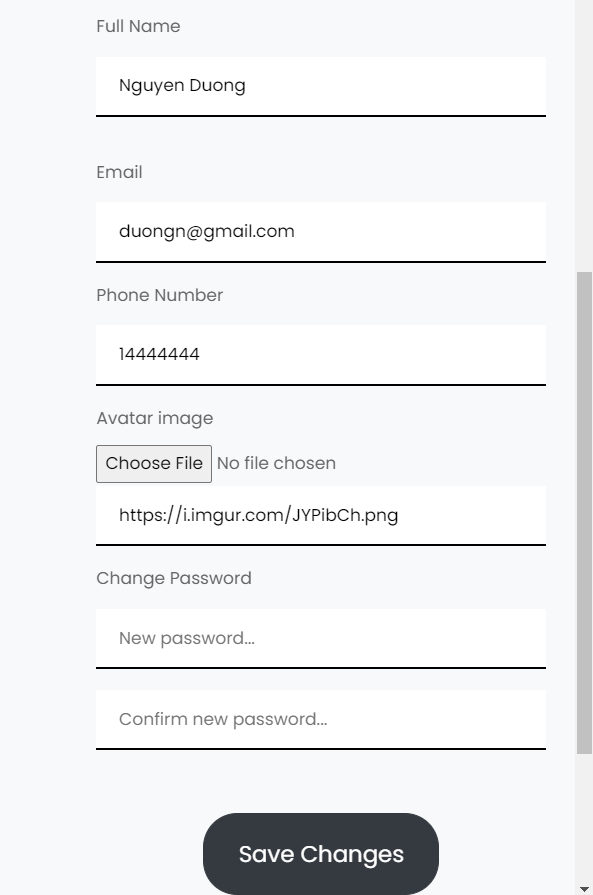 Full Name
Nguyen Duong
Email
duongn@gmail.com
Phone Number
14444444
Avatar image
Choose File No file chosen
https://i.imgur.com/JYPibCh.png
Change Password
New password...
Confirm new password...
Save Changes